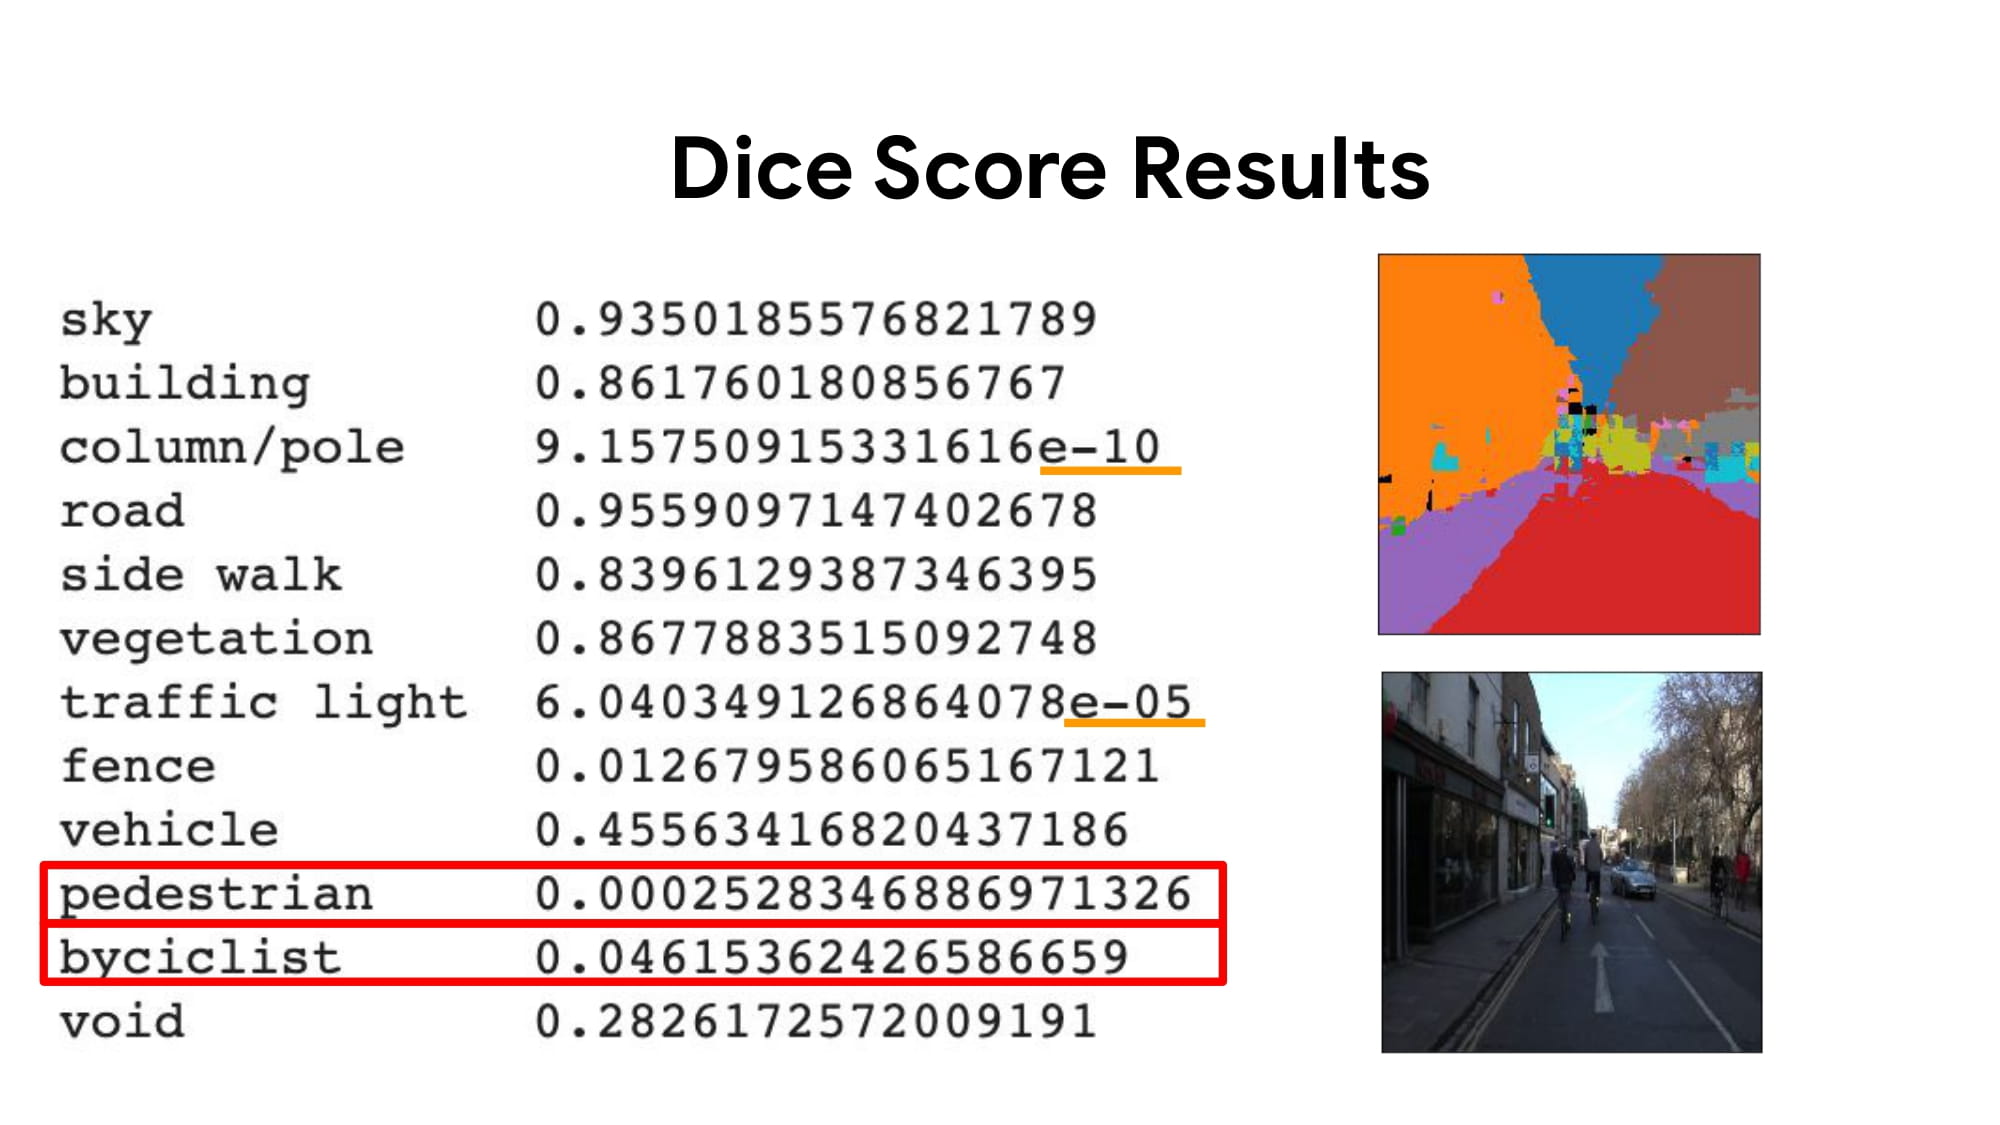 Dice Score Results
sky 0.9350185576821789
building 0.861760180856767
column/pole 9.15750915331616e-10
road 0.9559097147402678
side walk 0.8396129387346395
vegetation 0.8677883515092748
traffic light 6.040349126864078e-05
fence 0.012679586065167121
vehicle 0.45563416820437186
pedestrian 0.0002528346886971326
byciclist 0.04615362426586659
void 0.2826172572009191